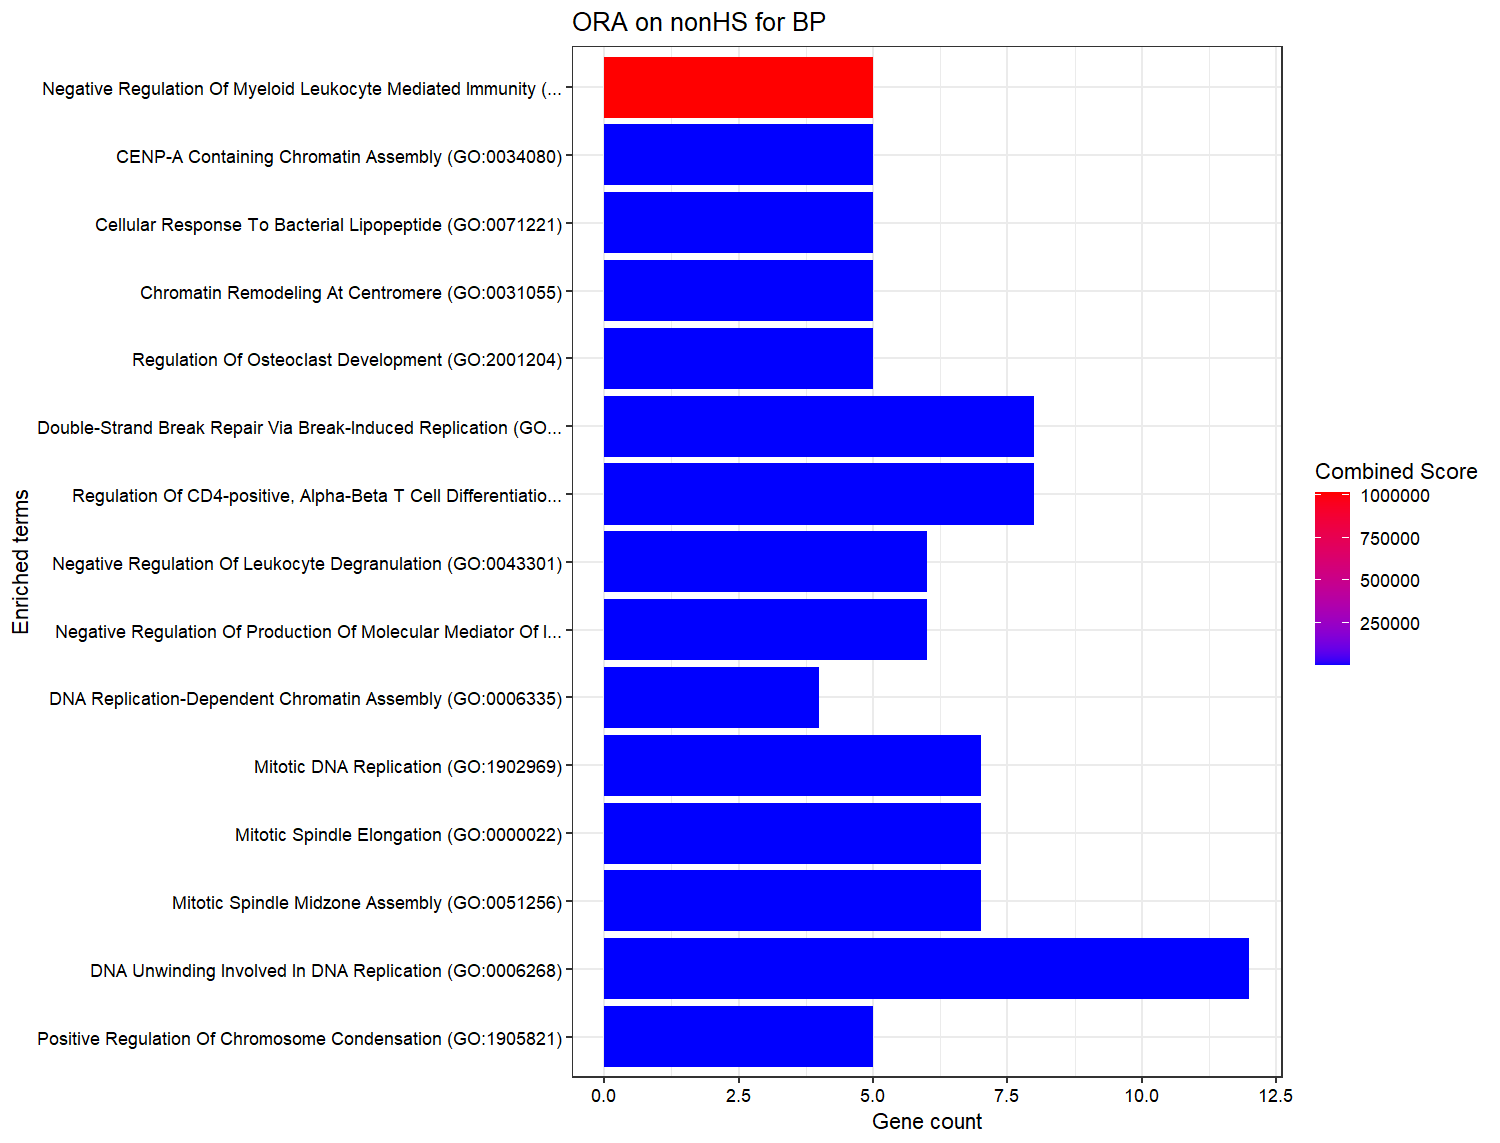 ORA on nonHS for BP
Negative Regulation Of Myeloid Leukocyte Mediated Immunity (...
CENP-A Containing Chromatin Assembly (GO:0034080)
Cellular Response To Bacterial Lipopeptide (GO:0071221)
Chromatin Remodeling At Centromere (GO:0031055)
Regulation Of Osteoclast Development (GO:2001204)
Double-Strand Break Repair Via Break-Induced Replication (GO...
Regulation Of CD4-positive, Alpha-Beta T Cell Differentiatio...
Negative Regulation Of Leukocyte Degranulation (GO:0043301)
Negative Regulation Of Production Of Molecular Mediator Of I...
DNA Replication-Dependent Chromatin Assembly (GO:0006335)
Mitotic DNA Replication (GO:1902969)
Mitotic Spindle Elongation (GO:0000022)
Mitotic Spindle Midzone Assembly (GO:0051256)
DNA Unwinding Involved In DNA Replication (GO:0006268)
Positive Regulation Of Chromosome Condensation (GO:1905821)
Enriched terms
0.0 2.5 5.0 7.5 10.0 12.5
Gene count
Combined Score
1000000
750000
500000
250000